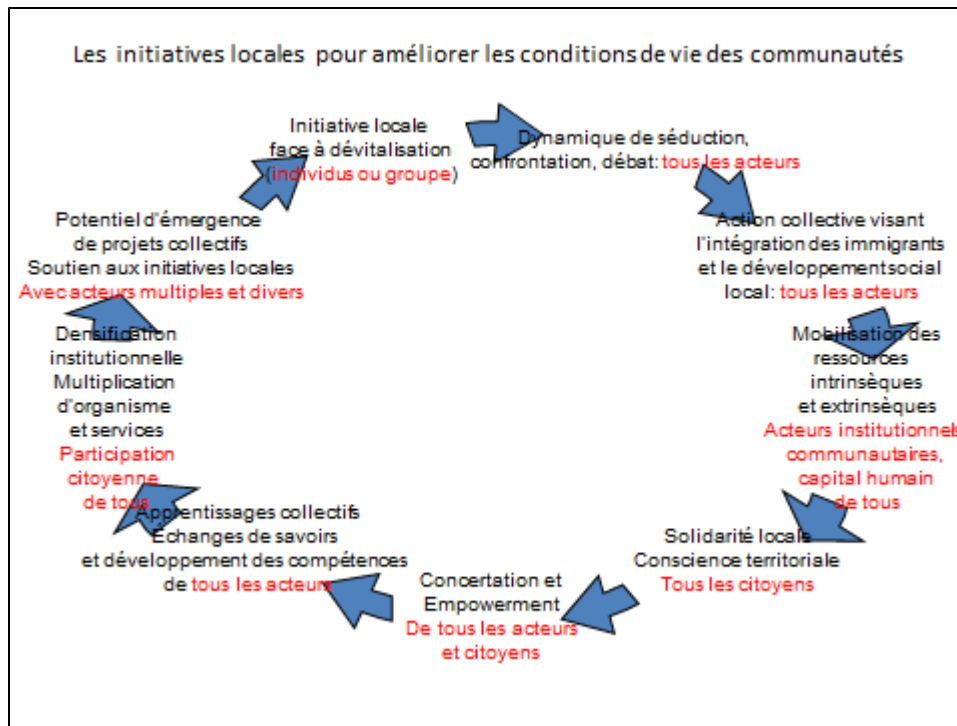 Les initiatives locales pour améliorer les conditions de vie des communautés
Initiative locale
face à dévitalisation
(individus ou groupe)
Dynamique de séduction,
confrontation, débat: tous les acteurs
Action collective visant
l'intégration des immigrants
et le développement social
local: tous les acteurs
Mobilisation des
ressources
intrinsèques
et extrinsèques
Acteurs institutionnels
communautaires,
capital humain
de tous
Solidarité locale
Conscience territoriale
Tous les citoyens
Concertation et
Empowerment
De tous les acteurs
et citoyens
Apprentissages collectifs
Échanges de savoirs
et développement des compétences
de tous les acteurs
Densification
institutionnelle
Multiplication
d'organisme
et services
Participation
citoyenne
de tous
Potentiel d'émergence
de projets collectifs
Soutien aux initiatives locales
Avec acteurs multiples et divers